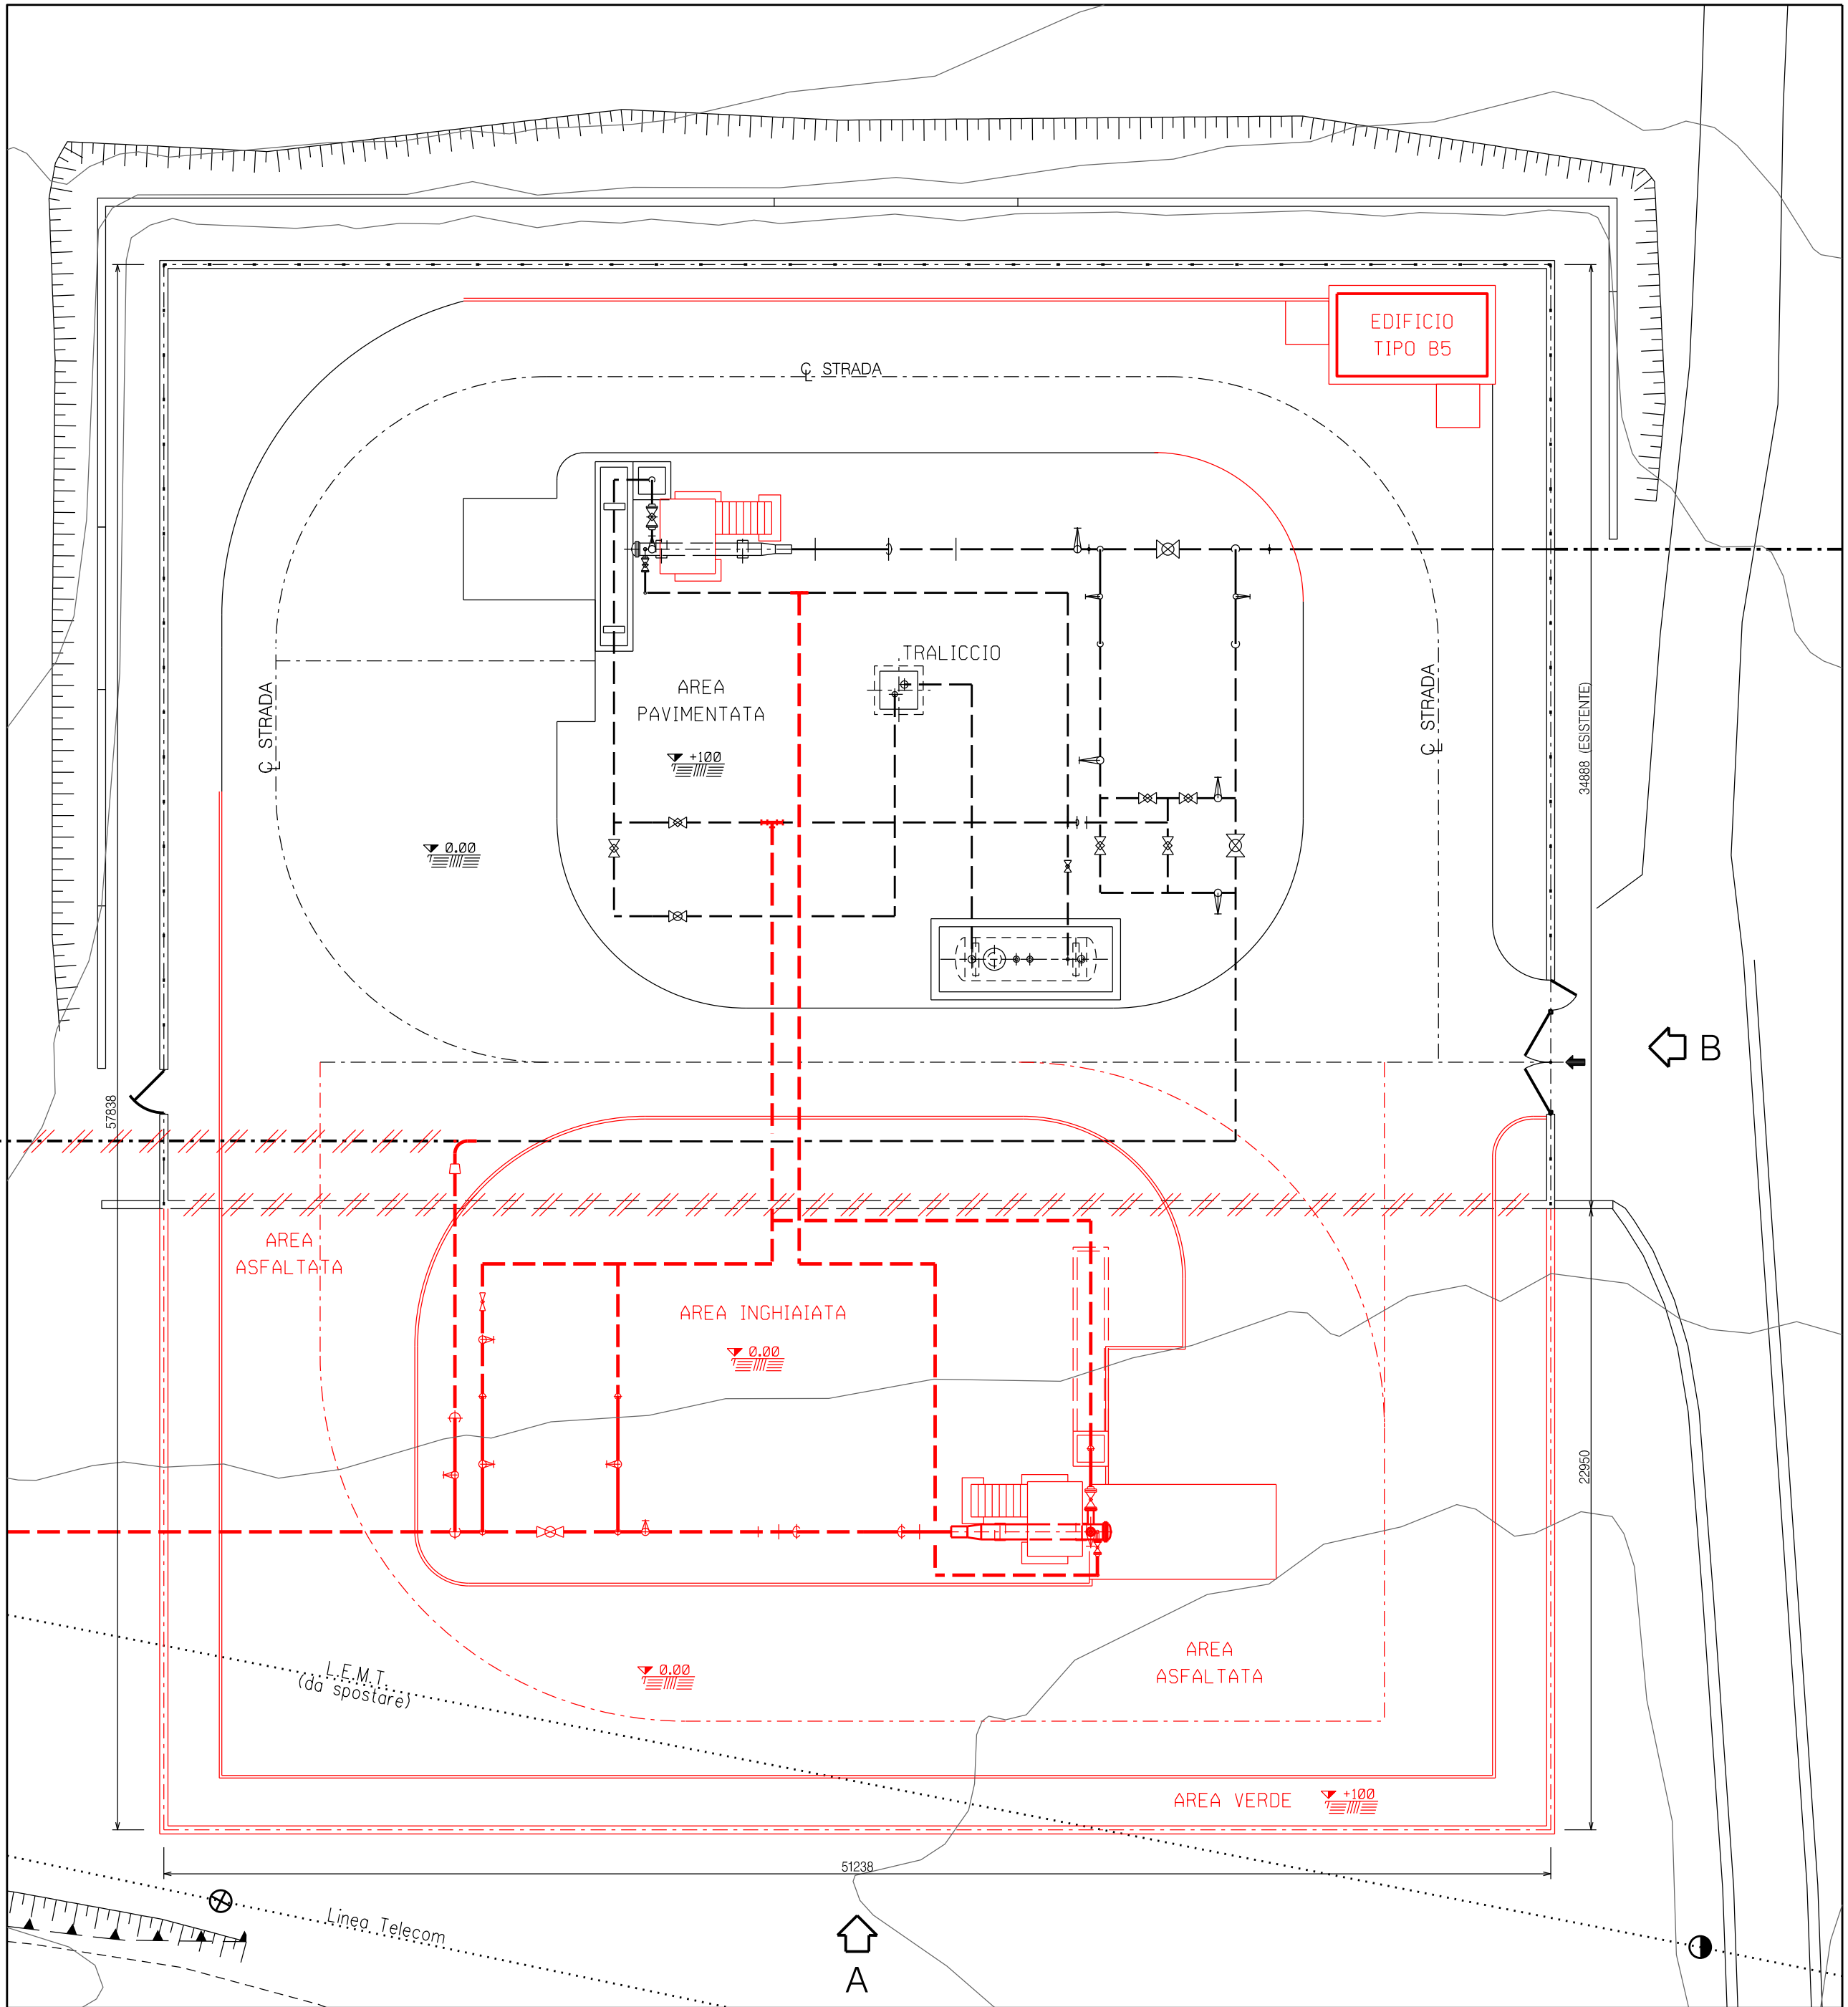 EDIFICIO
TIPO B5
℄ STRADA
TRALICCIO
AREA
PAVIMENTATA
+100
℄ STRADA
℄ STRADA
34888 (ESISTENTE)
0.00
B
57838
AREA
ASFALTATA
AREA INGHIAIATA
0.00
22950
L.E.M.T.
(da spostare)
0.00
AREA
ASFALTATA
AREA VERDE
+100
51238
Linea Telecom
A